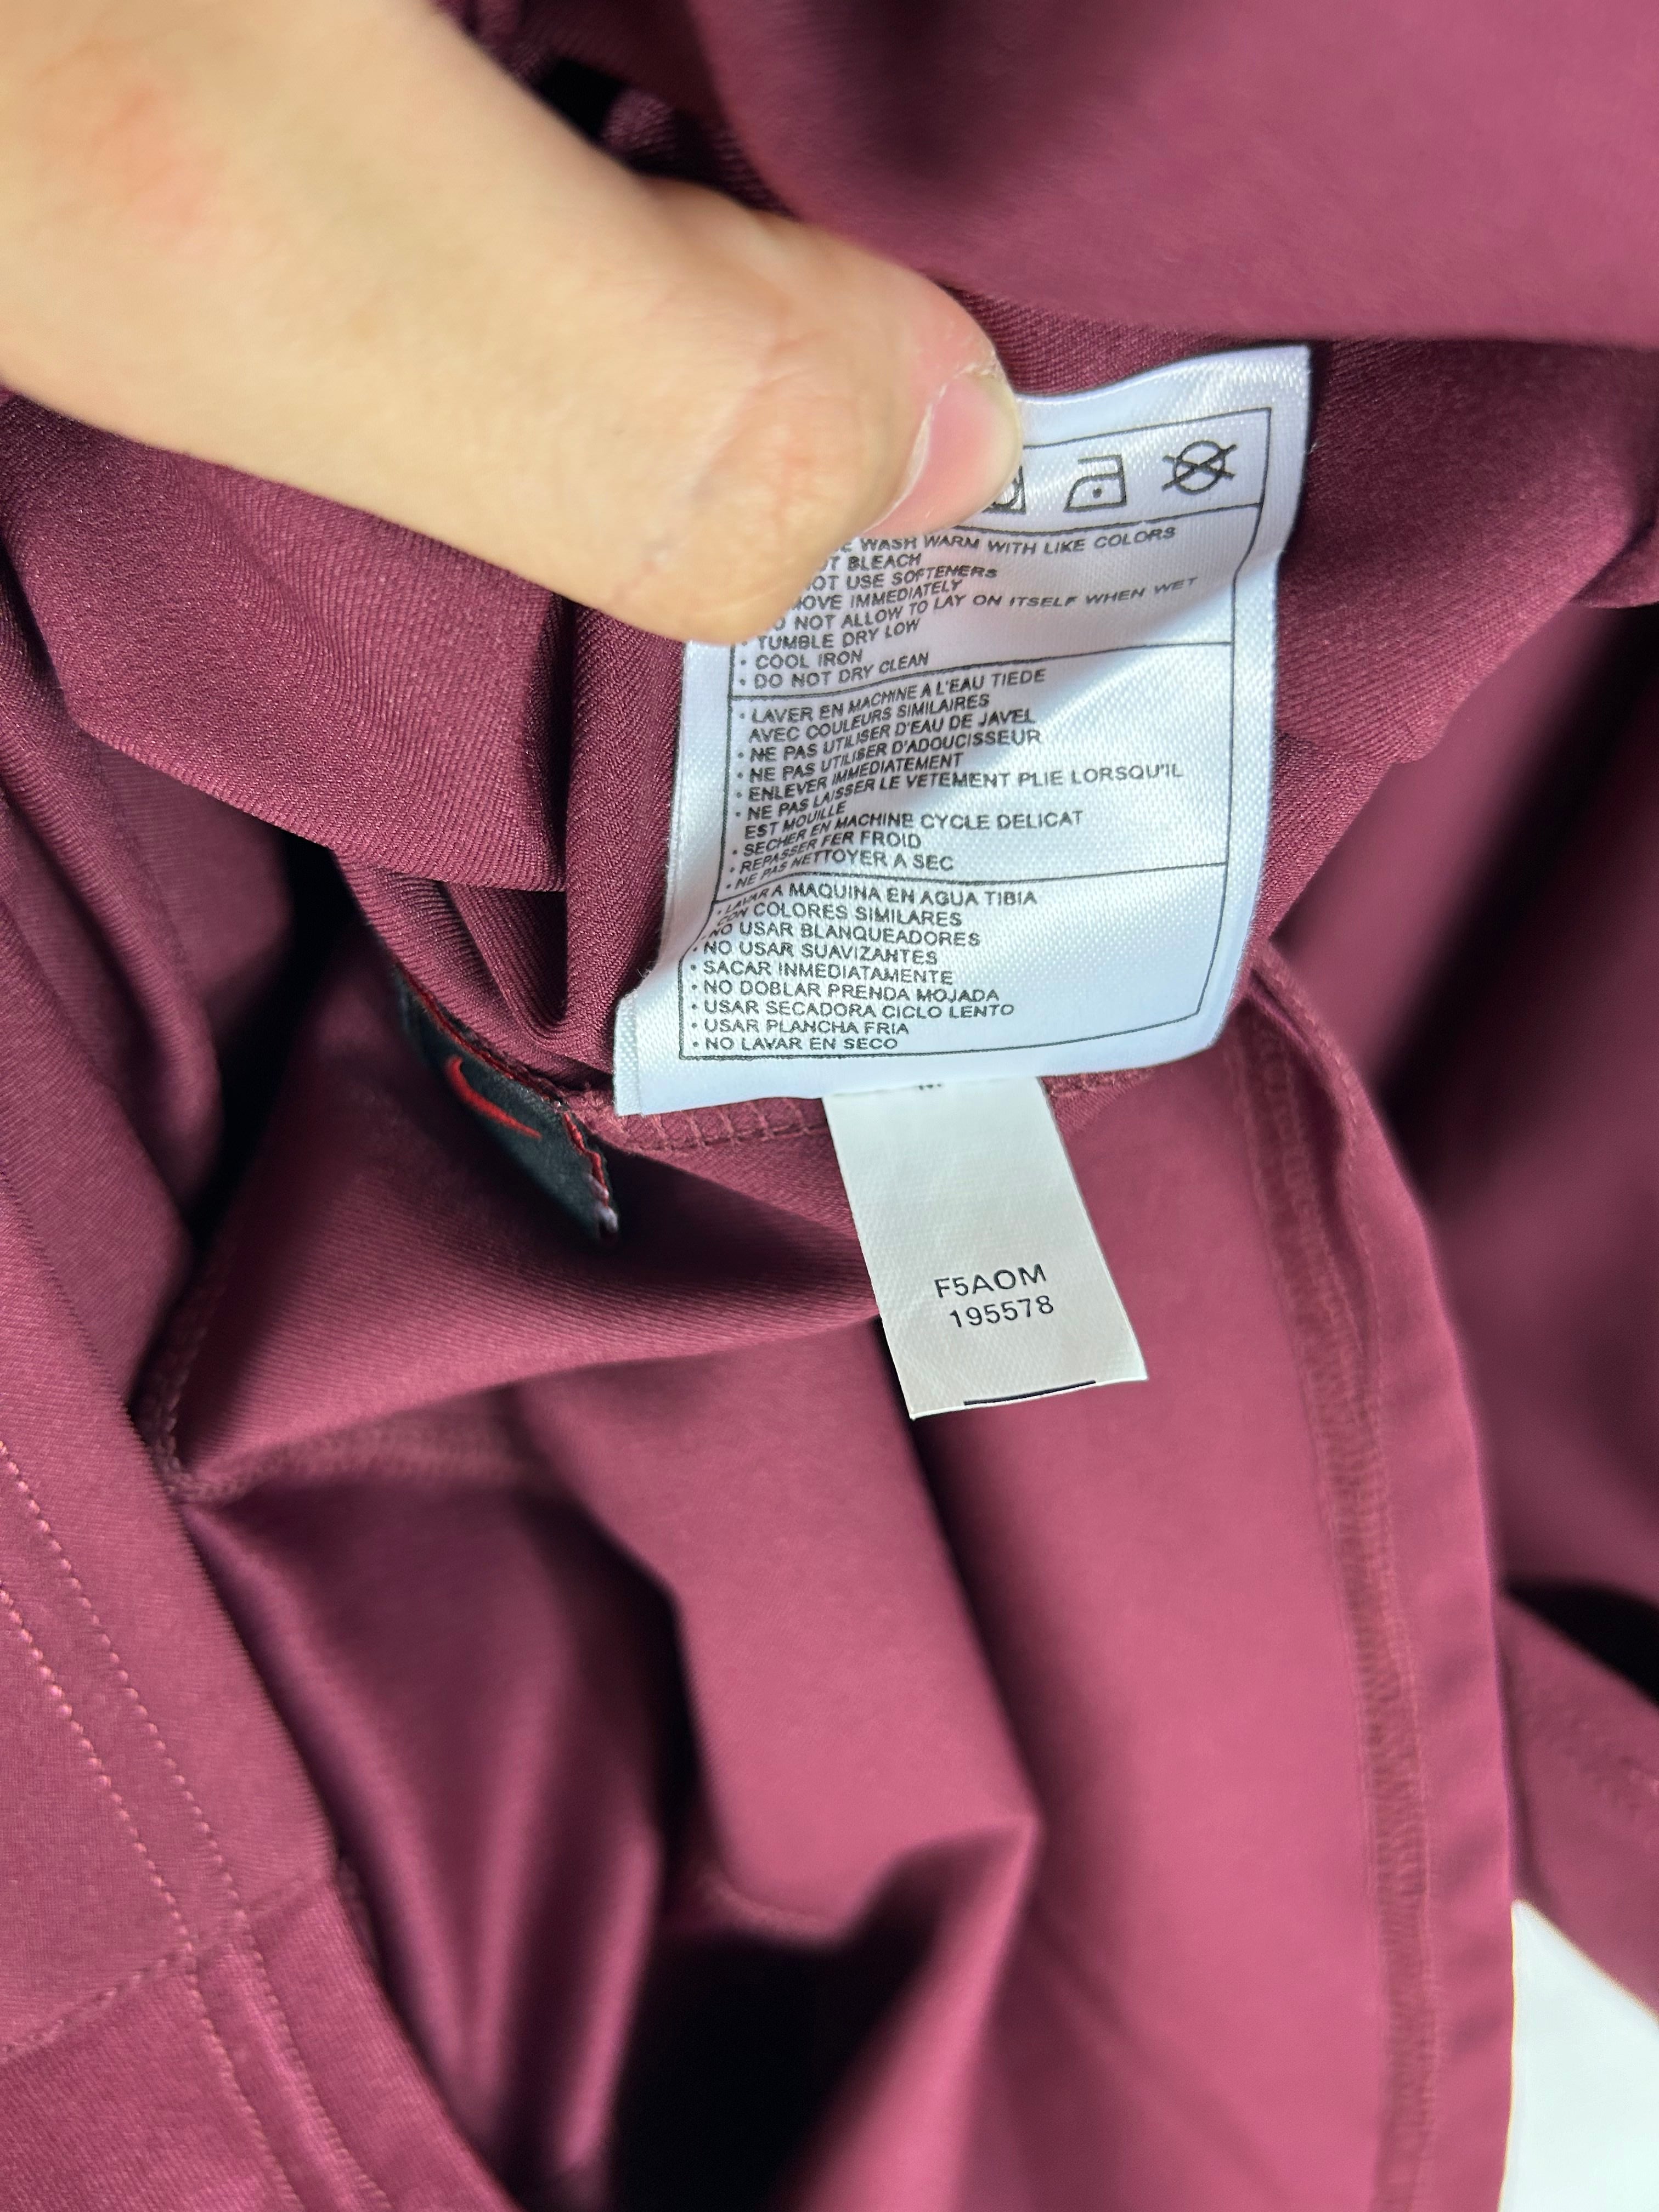 WASH WARM WITH LIKE COLORS
BLEACH
USE SOFTENERS
IMMEDIATELY
NOT ALLOW TO LAY ON ITSELF WHEN WET
• TUMBLE DRY LOW
• COOL IRON
• DO NOT DRY CLEAN
• LAVER EN MACHINE A L'EAU TIEDE
AVEC COULEURS SIMILAIRES
• NE PAS UTILISER D'EAU DE JAVEL
• NE PAS UTILISER D'ADOUCISSEUR
• ENLEVER IMMEDIATEMENT
• NE PAS LAISSER LE VETEMENT PLIE LORSQU'IL
EST MOUILLE
• SECHER EN MACHINE CYCLE DELICAT
• REPASSER FER FROID
• NE PAS NETTOYER A SEC
• LAVAR A MAQUINA EN AGUA TIBIA
CON COLORES SIMILARES
• NO USAR BLANQUEADORES
• NO USAR SUAVIZANTES
• SACAR INMEDIATAMENTE
• NO DOBLAR PRENDA MOJADA
• USAR SECADORA CICLO LENTO
• USAR PLANCHA FRIA
• NO LAVAR EN SECO
F5AOM
195578